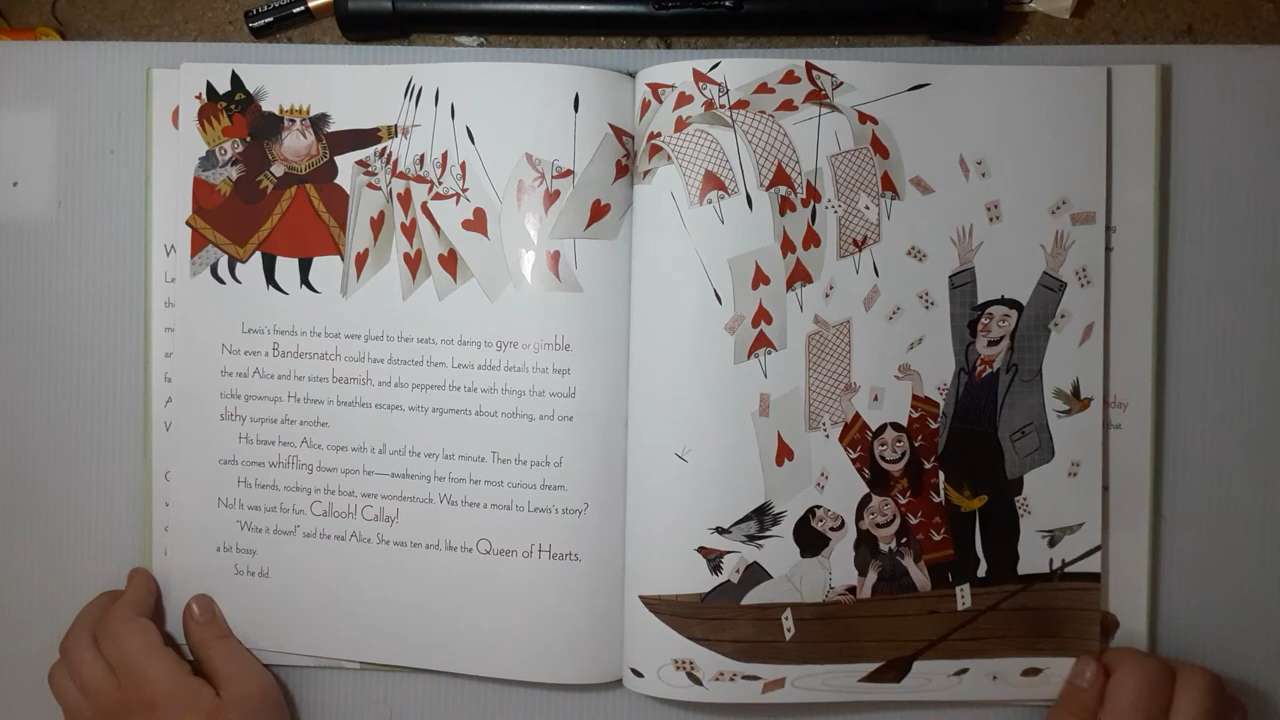 DURACELL
Lewis's friends in the boat were glued to their seats, not daring to gyre or gimble.
Not even a Bandersnatch could have distracted them. Lewis added details that kept
the real Alice and her sisters beamish, and also peppered the tale with things that would
tickle grownups. He threw in breathless escapes, witty arguments about nothing, and one
slithy surprise after another.
His brave hero, Alice, copes with it all until the very last minute. Then the pack of
cards comes whiffling down upon her—awakening her from her most curious dream.
His friends, rocking in the boat, were wonderstruck. Was there a moral to Lewis's story?
No! It was just for fun. Callooh! Callay!
"Write it down!" said the real Alice. She was ten and, like the Queen of Hearts,
a bit bossy.
So he did.